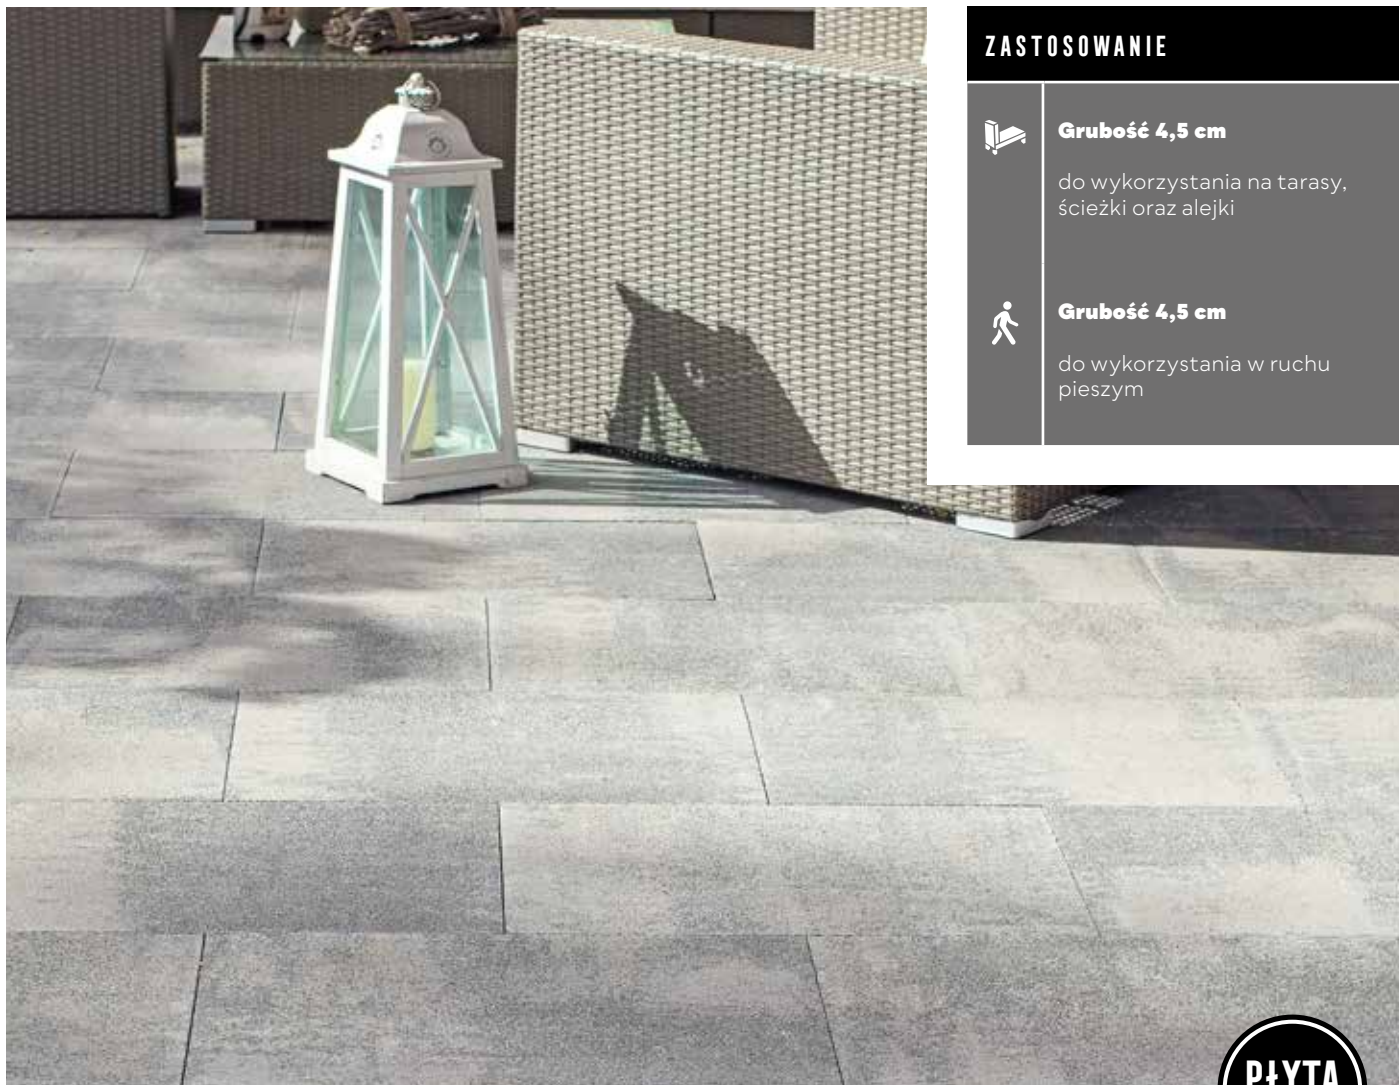 ZASTOSOWANIE
Grubość 4,5 cm
do wykorzystania na tarasy,
ścieżki oraz alejki
Grubość 4,5 cm
do wykorzystania w ruchu
pieszym
PŁYTA